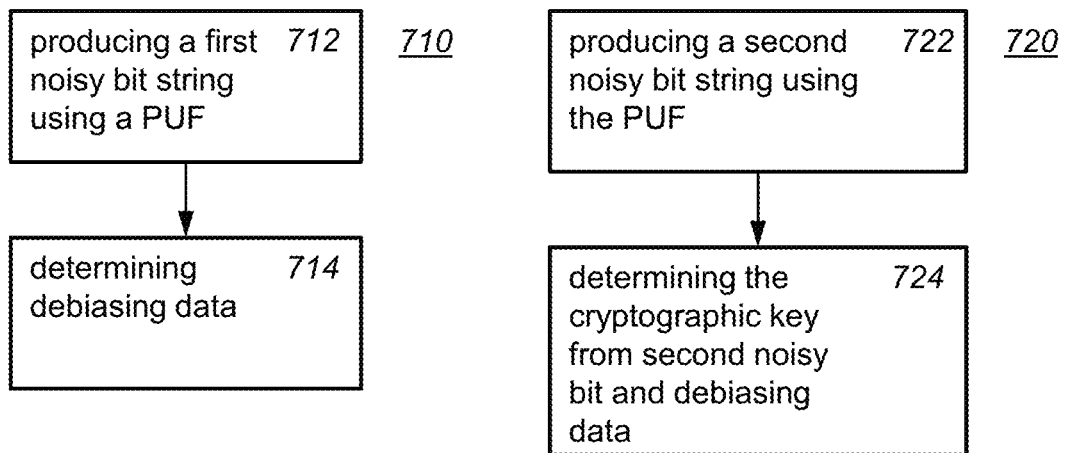 producing a first 712
noisy bit string
using a PUF
710
determining 714
debiasing data
producing a second 722
noisy bit string using
the PUF
720
determining the 724
cryptographic key
from second noisy
bit and debiasing
data